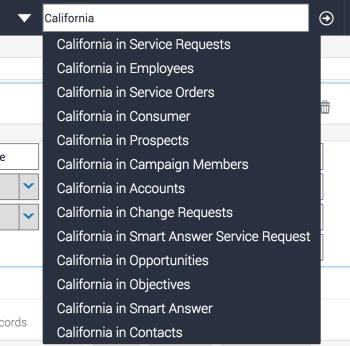 California
California in Service Requests
California in Employees
California in Service Orders
California in Consumer
California in Prospects
e
California in Campaign Members
California in Accounts
California in Change Requests
California in Smart Answer Service Request
California in Opportunities
California in Objectives
California in Smart Answer
cords
California in Contacts